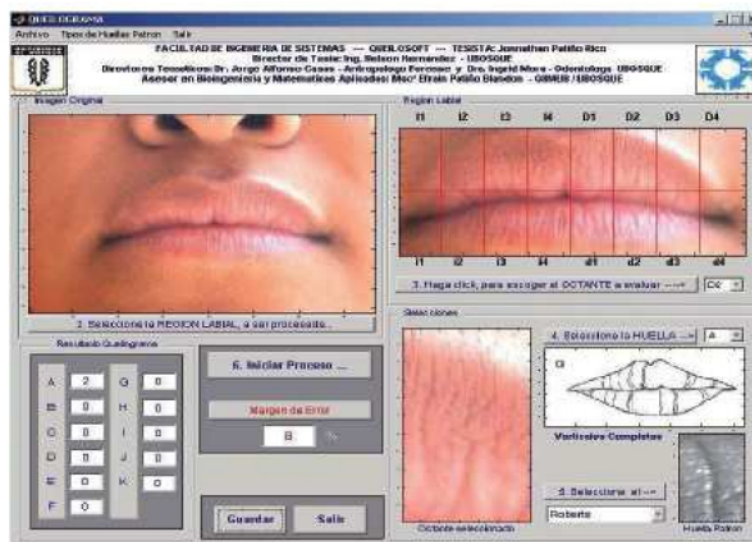 QUEILOGRAMA
Archivo Tipos de Huellas Patron Salir
FACULTAD DE INGENIERIA DE SISTEMAS --- QUEILOSOFT --- TESISTA: Jonnathan Patiño Rico
Director de Tesis: Ing. Nelson Hernandez - UBOSQUE
Directores Tematicos: Dr. Jorge Alfonso Casas - Antropologo Forense y Dra. Ingrid Mora - Odontologa UBOSQUE
Asesor en Bioingenieria y Matematicas Aplicadas: Efrain Patiño - GIBMUB / UBOSQUE
Imagen Original
Region Labial
I1 I2 I3 I4 D1 D2 D3 D4
i1 i2 i3 i4 d1 d2 d3 d4
2. Seleccione la REGION LABIAL, a ser procesada..
3. Haga click, para escoger el OCTANTE a evaluar --->
Selecciones
4. Seleccione la HUELLA --> A
Resultado Queilograma
A 2 G 0
B 0 H 0
C 0 I 0
D 0 J 0
E 0 K 0
F 0
6. Iniciar Proceso ...
Margen de Error
8 %
Verticales Completas
5. Seleccione el -->
Roberts
Guardar Salir
Octante seleccionado
Huella Patron